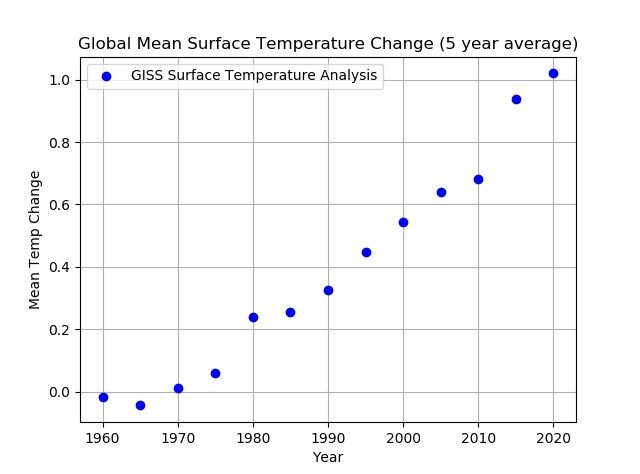 Global Mean Surface Temperature Change (5 year average)
GISS Surface Temperature Analysis
Mean Temp Change
1.0
0.8
0.6
0.4
0.2
0.0
1960 1970 1980 1990 2000 2010 2020
Year